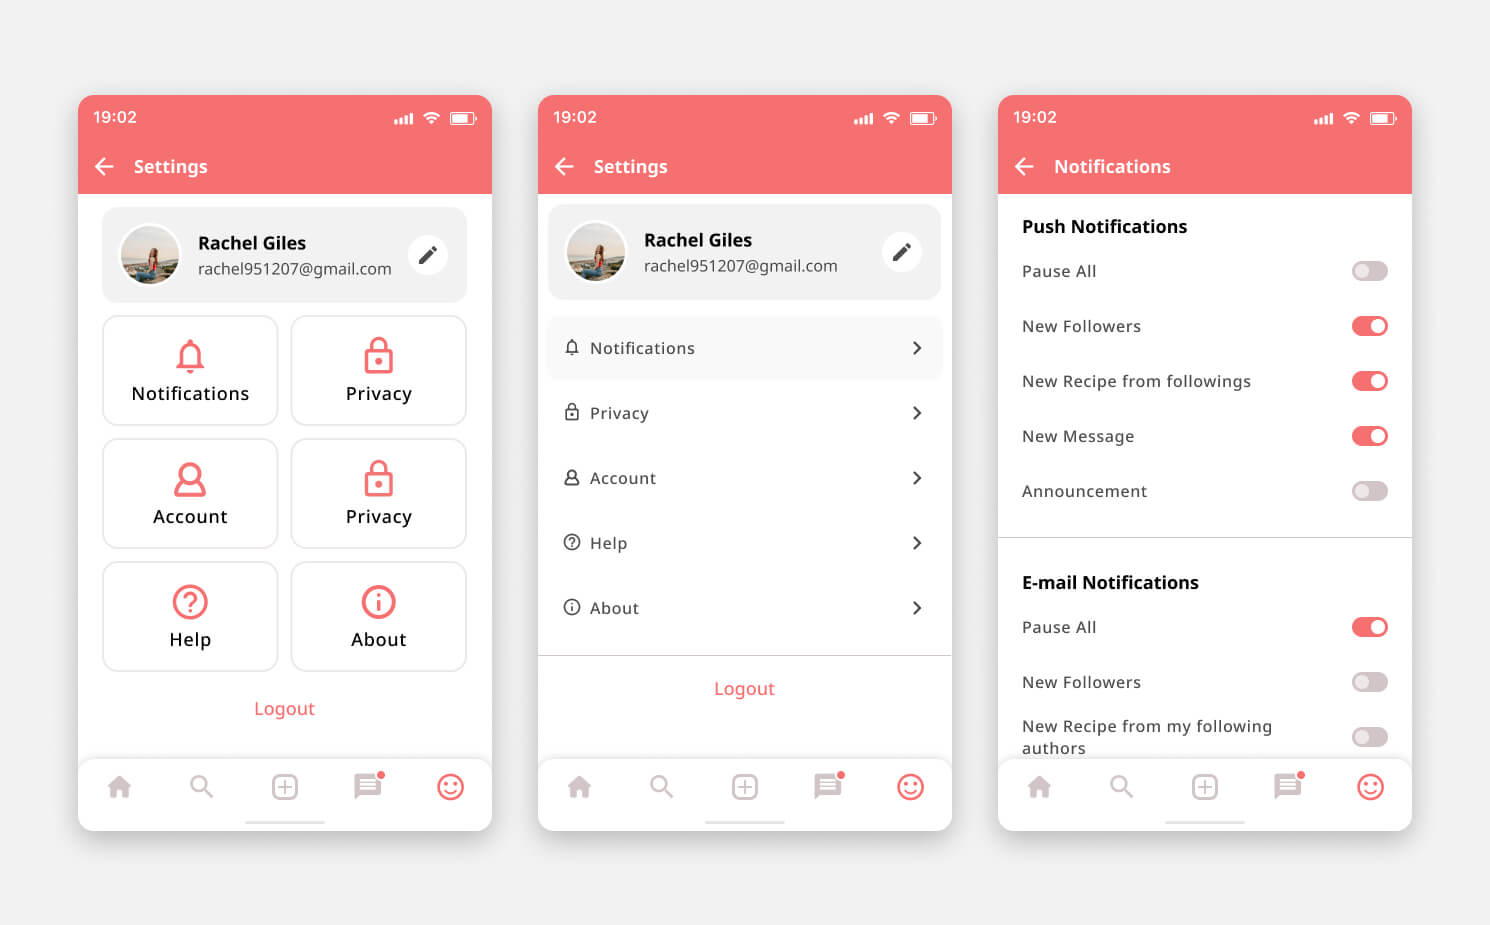 19:02
Settings
Rachel Giles
rachel951207@gmail.com
Notifications
Privacy
Account
Privacy
Help
About
Logout
19:02
Settings
Rachel Giles
rachel951207@gmail.com
Notifications
Privacy
Account
Help
About
Logout
19:02
Notifications
Push Notifications
Pause All
New Followers
New Recipe from followings
New Message
Announcement
E-mail Notifications
Pause All
New Followers
New Recipe from my following
authors